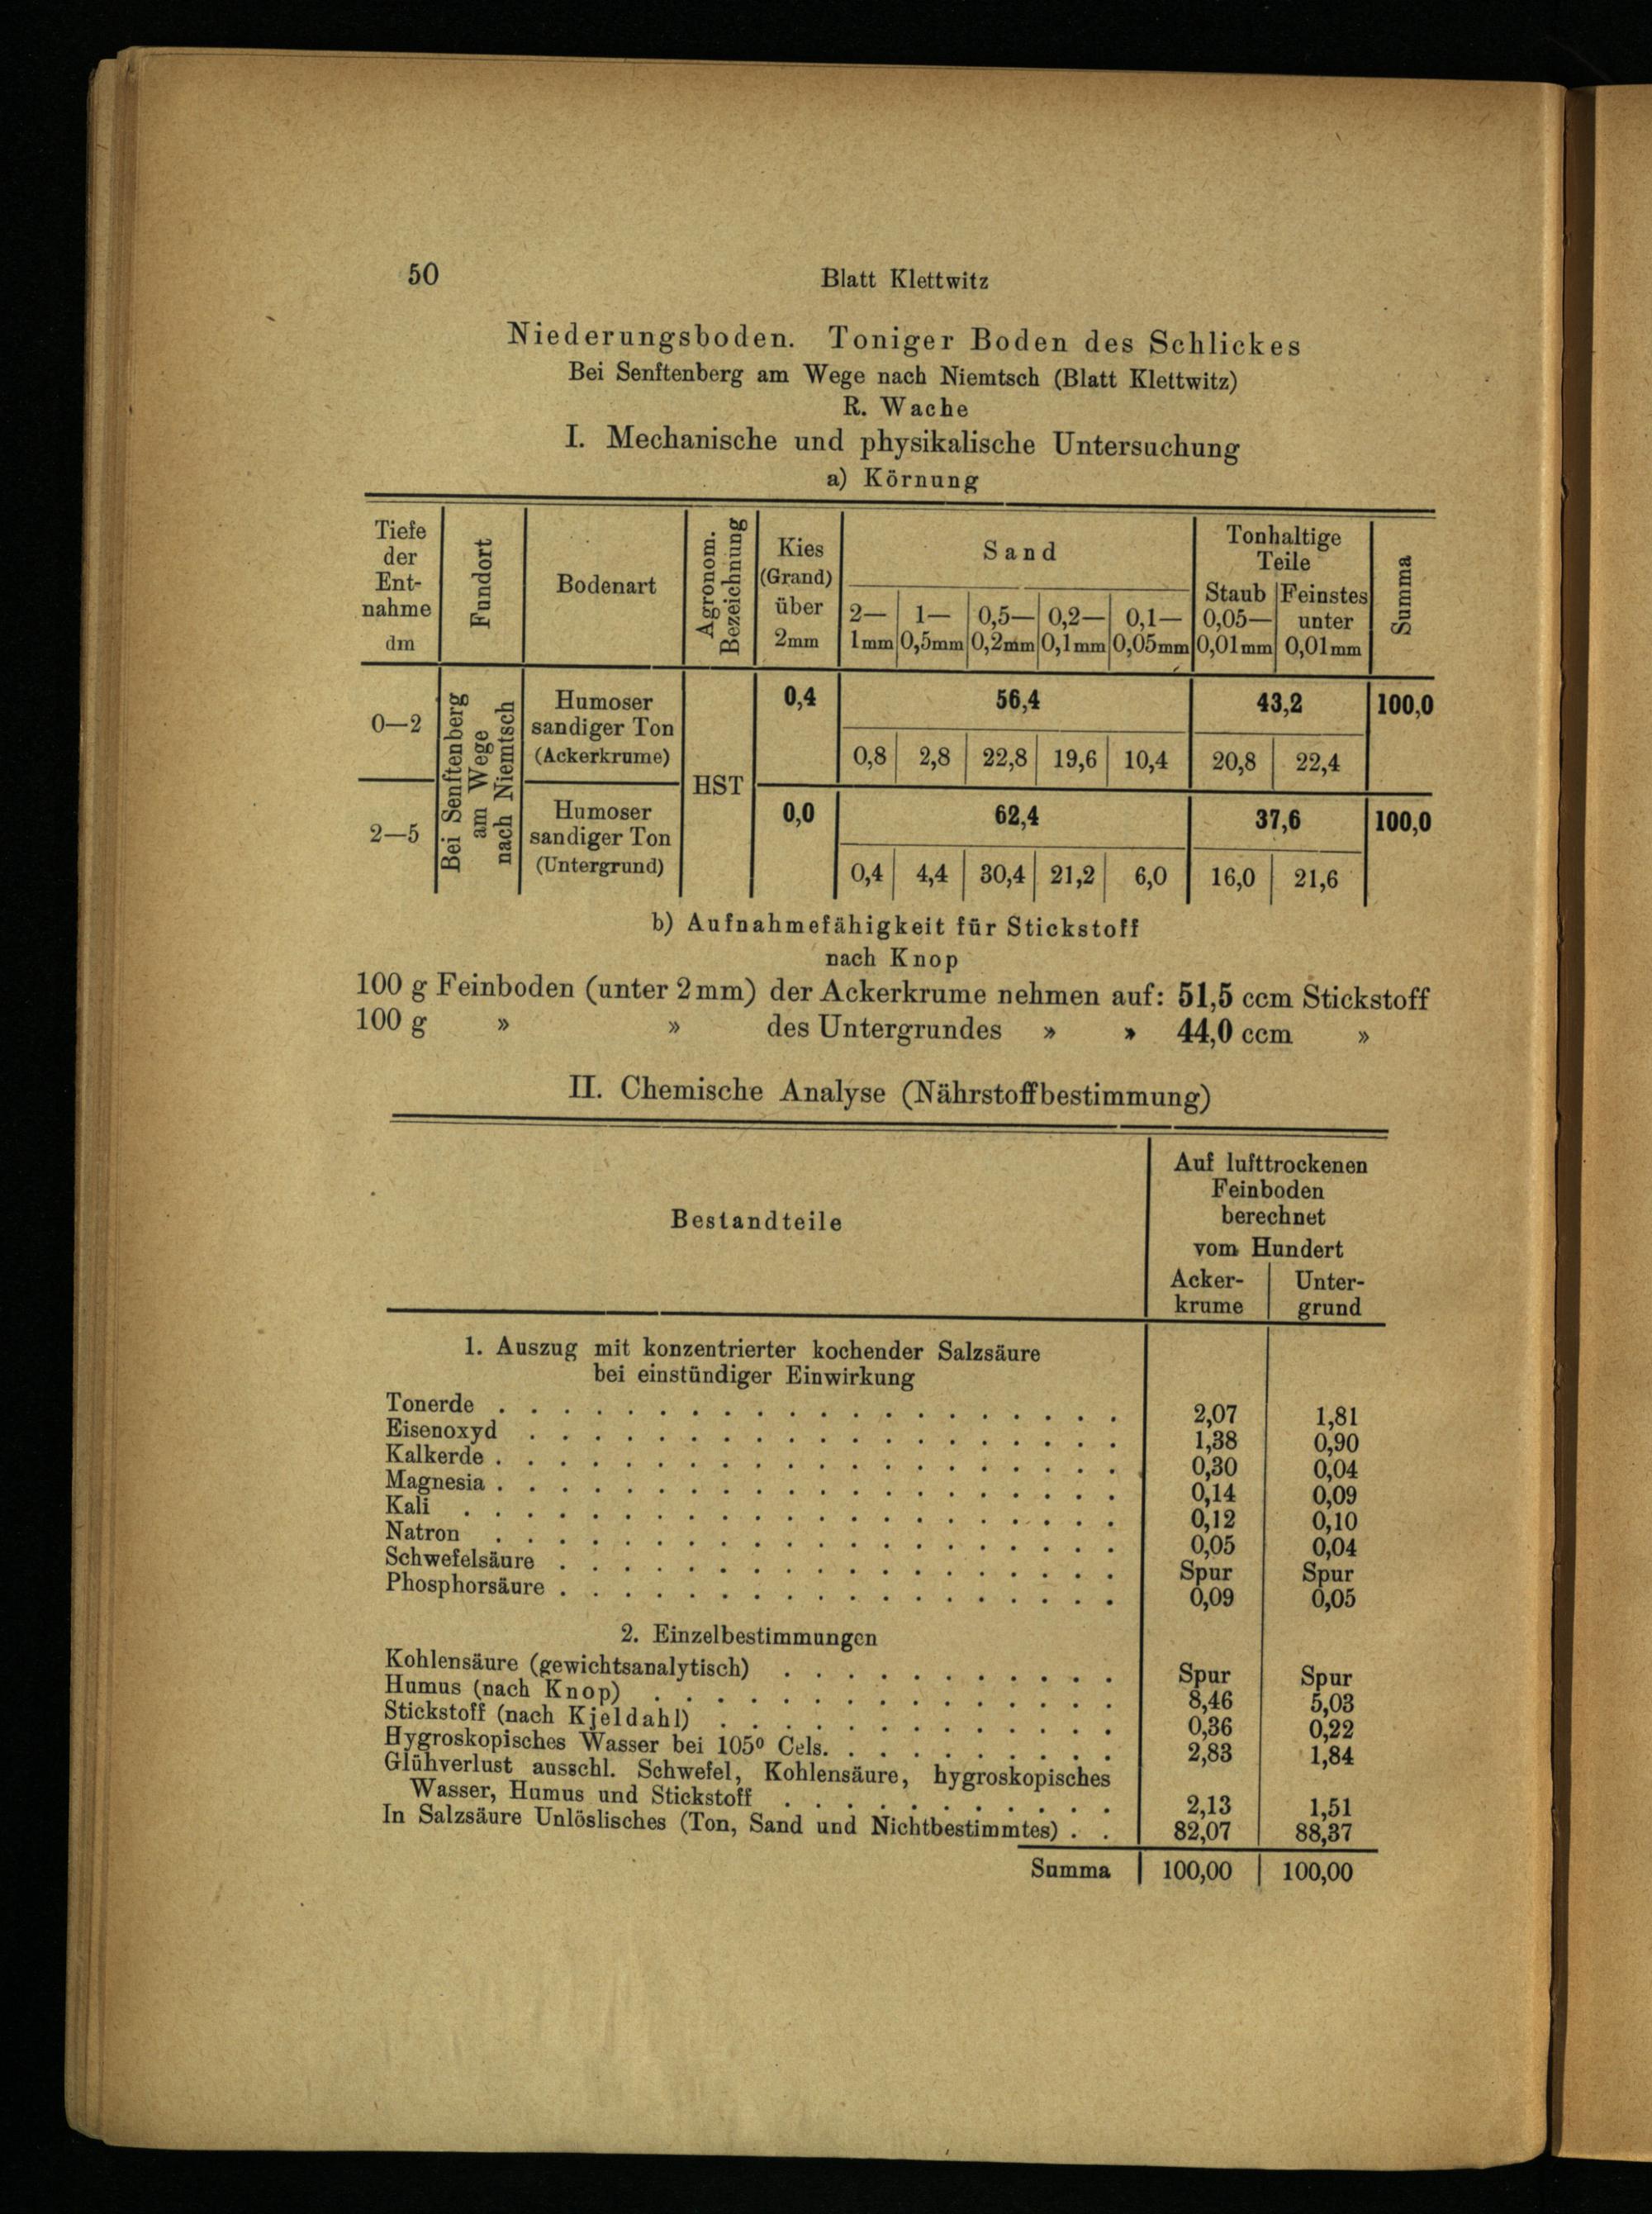 50
Blatt Klettwitz
Niederungsboden. Toniger Boden des Schlickes
Bei Senftenberg am Wege nach Niemtsch (Blatt Klettwitz)
R. Wache
I. Mechanische und physikalische Untersuchung
a) Körnung
Tiefe
der
Ent-
nahme
dm
Fundort
Bodenart
Agronom.
Bezeichnung
Kies
(Grand)
über
2mm
Sand
2— 1— 0,5— 0,2— 0,1—
1mm 0,5mm 0,2mm 0,1mm 0,05mm
Tonhaltige
Teile
Staub Feinstes
0,05— unter
0,01mm 0,01mm
Summa
0—2
Bei Senftenberg
am Wege
nach Niemtsch
Humoser
sandiger Ton
(Ackerkrume)
HST
0,4 56,4 43,2 100,0
0,8 2,8 22,8 19,6 10,4 20,8 22,4
2—5
Humoser
sandiger Ton
(Untergrund)
0,0 62,4 37,6 100,0
0,4 4,4 30,4 21,2 6,0 16,0 21,6
b) Aufnahmefähigkeit für Stickstoff
nach Knop
100 g Feinboden (unter 2mm) der Ackerkrume nehmen auf: 51,5 ccm Stickstoff
100 g » » des Untergrundes » » 44,0 ccm »
II. Chemische Analyse (Nährstoffbestimmung)
Bestandteile
Auf lufttrockenen
Feinboden
berechnet
vom Hundert
Acker- Unter-
krume grund
1. Auszug mit konzentrierter kochender Salzsäure
bei einstündiger Einwirkung
Tonerde . . . . . . . . . . . . . . . . . . . . 2,07 1,81
Eisenoxyd . . . . . . . . . . . . . . . . . . . 1,38 0,90
Kalkerde . . . . . . . . . . . . . . . . . . . . 0,30 0,04
Magnesia . . . . . . . . . . . . . . . . . . . . 0,14 0,09
Kali . . . . . . . . . . . . . . . . . . . . . 0,12 0,10
Natron . . . . . . . . . . . . . . . . . . . . 0,05 0,04
Schwefelsäure . . . . . . . . . . . . . . . . . . Spur Spur
Phosphorsäure . . . . . . . . . . . . . . . . . . 0,09 0,05
2. Einzelbestimmungen
Kohlensäure (gewichtsanalytisch) . . . . . . . . . . . Spur Spur
Humus (nach Knop) . . . . . . . . . . . . . . . 8,46 5,03
Stickstoff (nach Kjeldahl) . . . . . . . . . . . . . 0,36 0,22
Hygroskopisches Wasser bei 105° Cels. . . . . . . . . . 2,83 1,84
Glühverlust ausschl. Schwefel, Kohlensäure, hygroskopisches
Wasser, Humus und Stickstoff . . . . . . . . . . . 2,13 1,51
In Salzsäure Unlöslisches (Ton, Sand und Nichtbestimmtes) . . 82,07 88,37
Summa 100,00 100,00